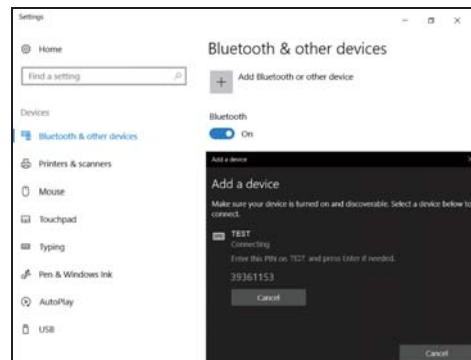 Settings
Home
Find a setting
Devices
Bluetooth & other devices
Printers & scanners
Mouse
Touchpad
Typing
Pen & Windows Ink
AutoPlay
USB
Bluetooth & other devices
Add Bluetooth or other device
Bluetooth
On
Add a device
Add a device
Make sure your device is turned on and discoverable. Select a device below to
connect.
TEST
Connecting
Enter this PIN on TEST and press Enter if needed.
39361153
Cancel
Cancel